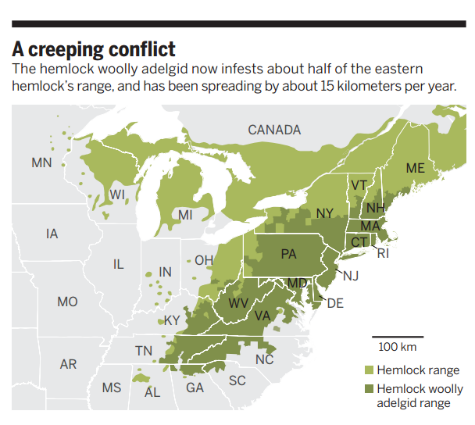 A creeping conflict
The hemlock woolly adelgid now infests about half of the eastern
hemlock's range, and has been spreading by about 15 kilometers per year.
CANADA
MN
ME
VT
WI
NH
NY
MI
MA
IA
CT
RI
OH
PA
IL
IN
NJ
MD
MO
WV
DE
VA
KY
100 km
TN
NC
AR
Hemlock range
SC
MS
AL
GA
Hemlock woolly
adelgid range